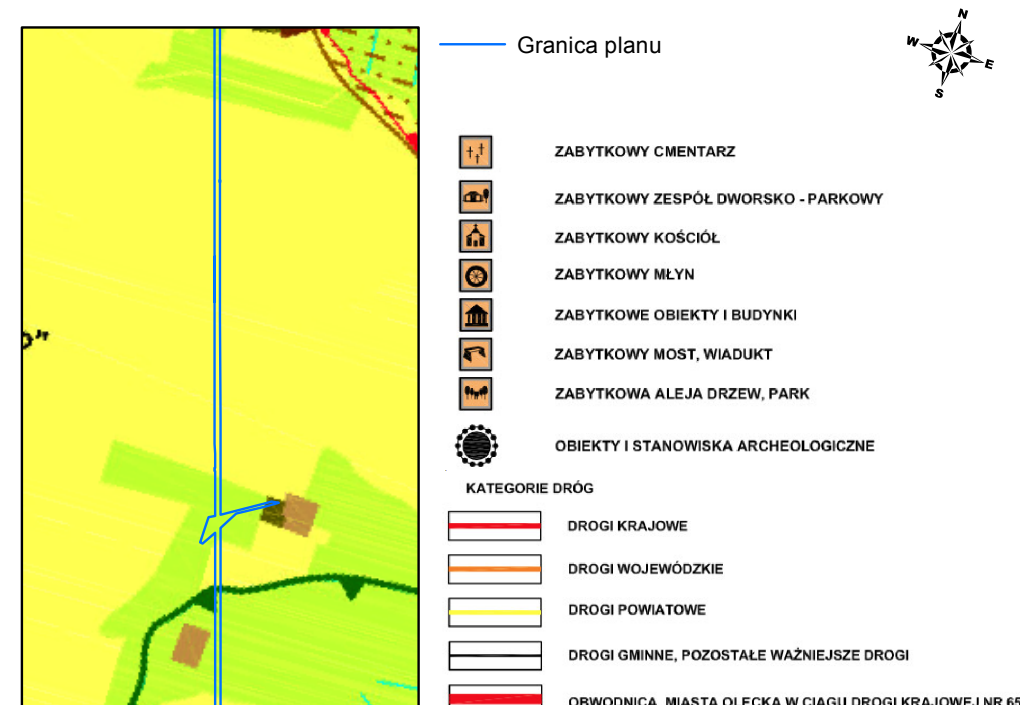 Granica planu
N
W
E
S
ZABYTKOWY CMENTARZ
ZABYTKOWY ZESPÓŁ DWORSKO - PARKOWY
ZABYTKOWY KOŚCIÓŁ
ZABYTKOWY MŁYN
ZABYTKOWE OBIEKTY I BUDYNKI
ZABYTKOWY MOST, WIADUKT
ZABYTKOWA ALEJA DRZEW, PARK
OBIEKTY I STANOWISKA ARCHEOLOGICZNE
KATEGORIE DRÓG
DROGI KRAJOWE
DROGI WOJEWÓDZKIE
DROGI POWIATOWE
DROGI GMINNE, POZOSTAŁE WAŻNIEJSZE DROGI
OBWODNICA MIASTA OLECKA W CIĄGU DROGI KRAJOWEJ NR 65